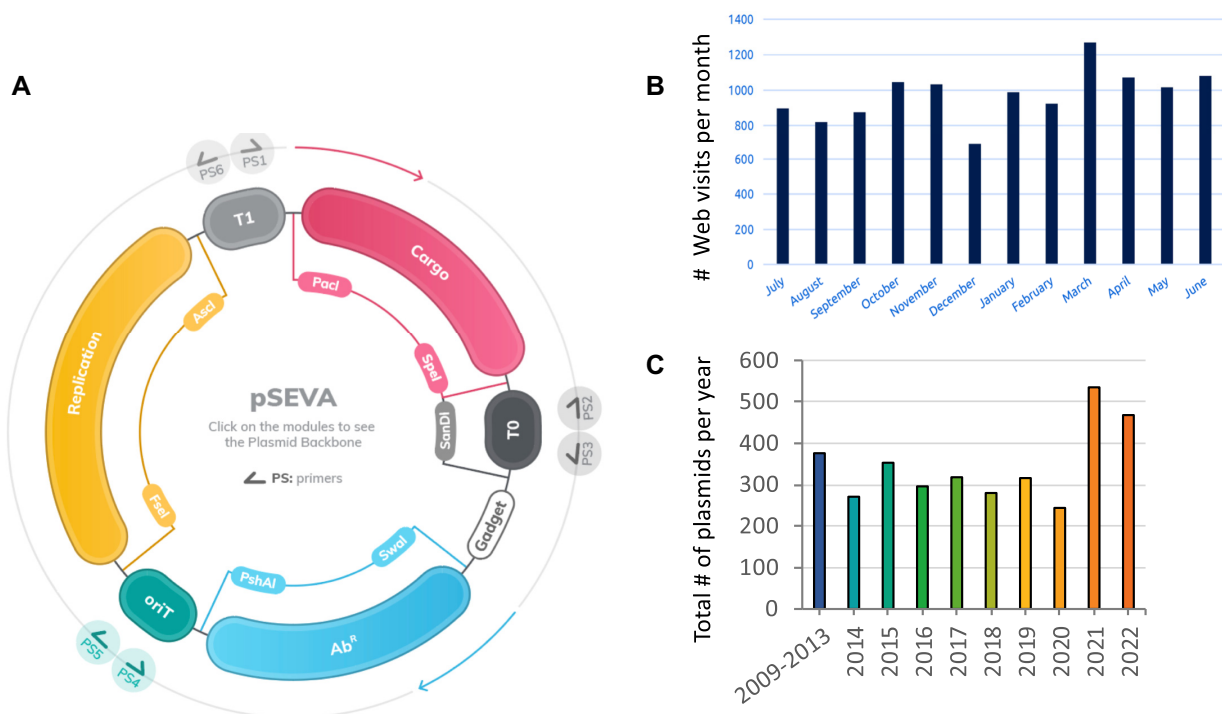 A
PS6
PS1
T1
Cargo
PacI
AscI
SpeI
Replication
pSEVA
Click on the modules to see
the Plasmid Backbone
PS: primers
SanDI
T0
PS2
PS3
FseI
Gadget
SwaI
PshAI
oriT
Ab^R
PS5
PS4
B
# Web visits per month
1400
1200
1000
800
600
400
200
0
July
August
September
October
November
December
January
February
March
April
May
June
C
Total # of plasmids per year
600
500
400
300
200
100
0
2009-2013
2014
2015
2016
2017
2018
2019
2020
2021
2022